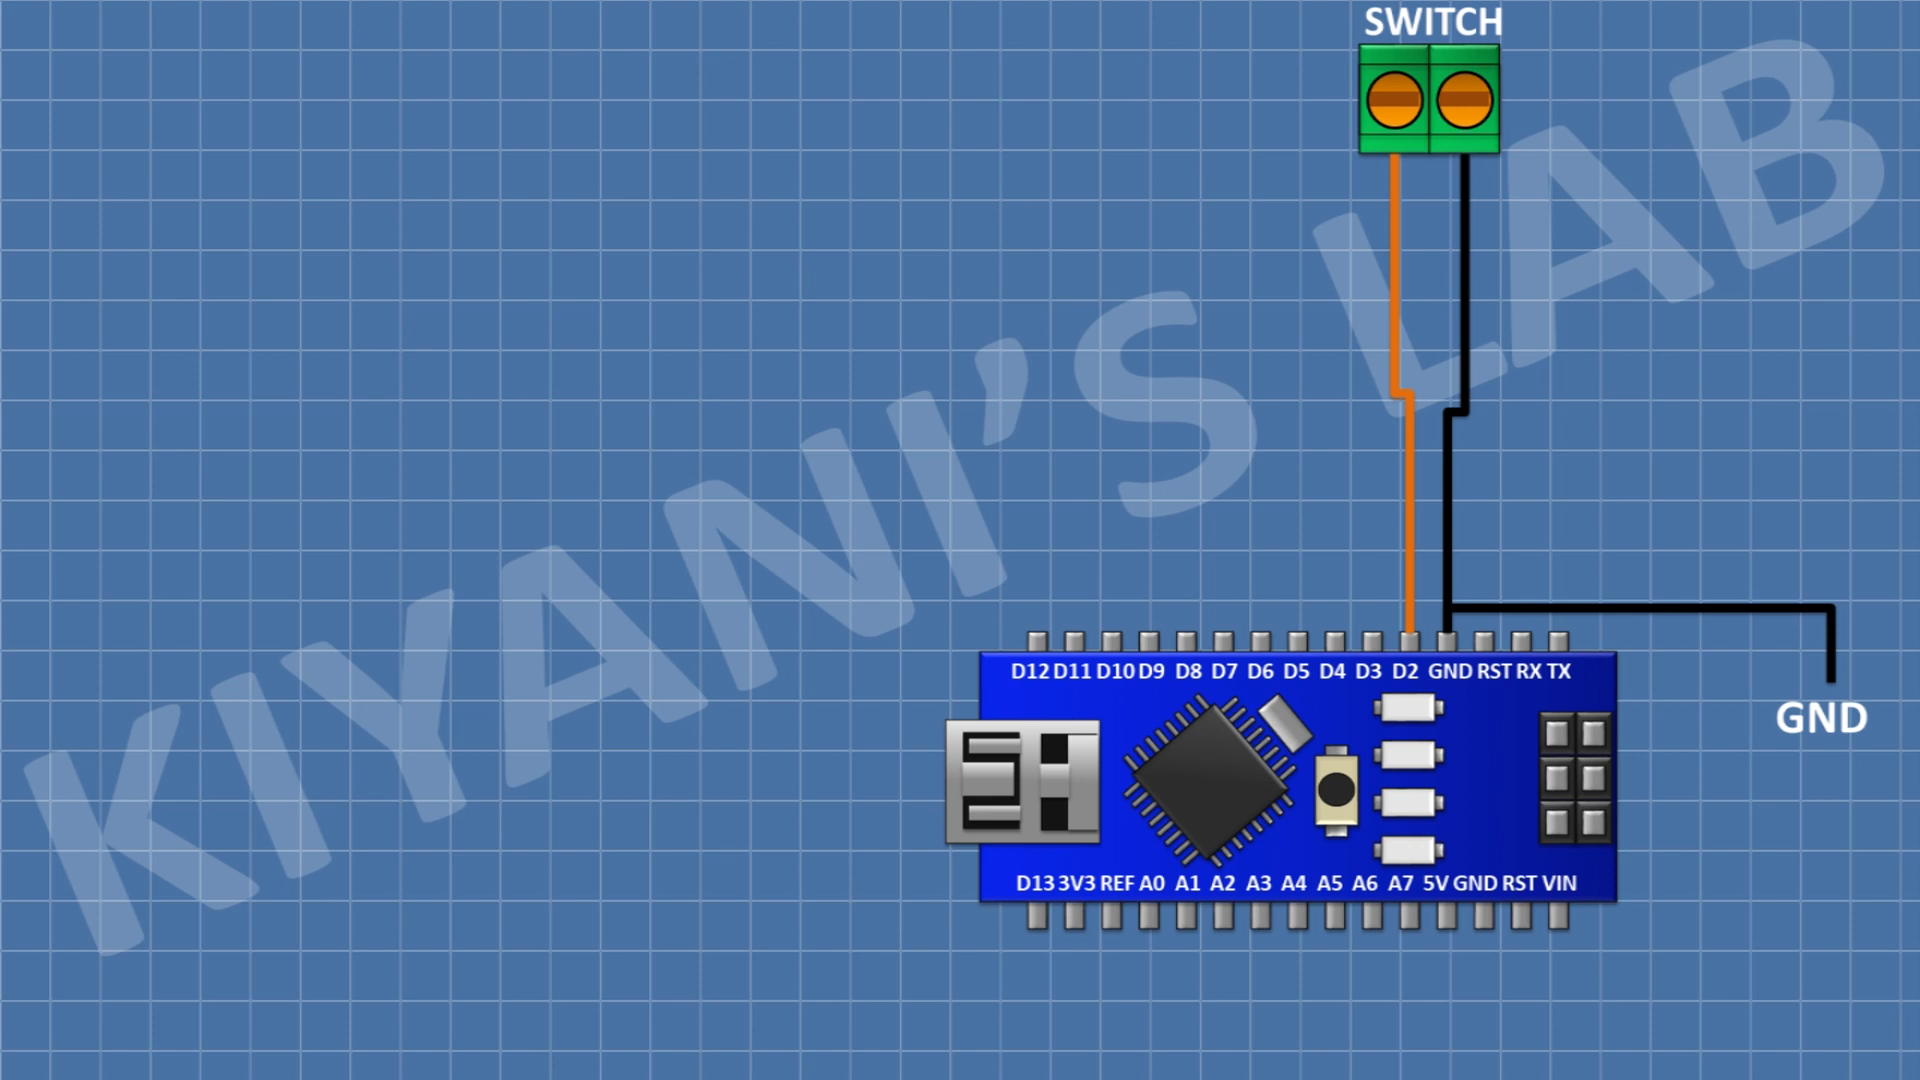 SWITCH
KIYANI'S LAB
D12 D11 D10 D9 D8 D7 D6 D5 D4 D3 D2 GND RST RX TX
GND
D13 3V3 REF A0 A1 A2 A3 A4 A5 A6 A7 5V GND RST VIN